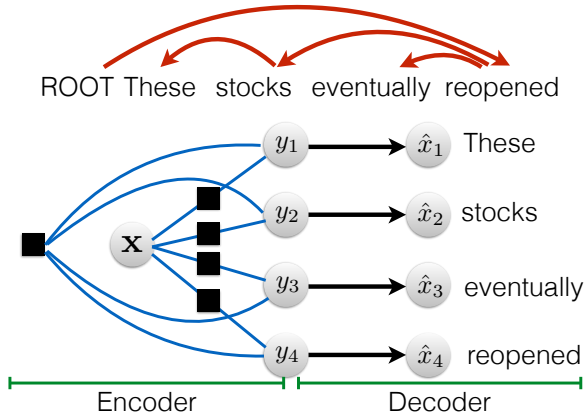 ROOT These stocks eventually reopened
y₁ x̂₁ These
y₂ x̂₂ stocks
x
y₃ x̂₃ eventually
y₄ x̂₄ reopened
Encoder Decoder